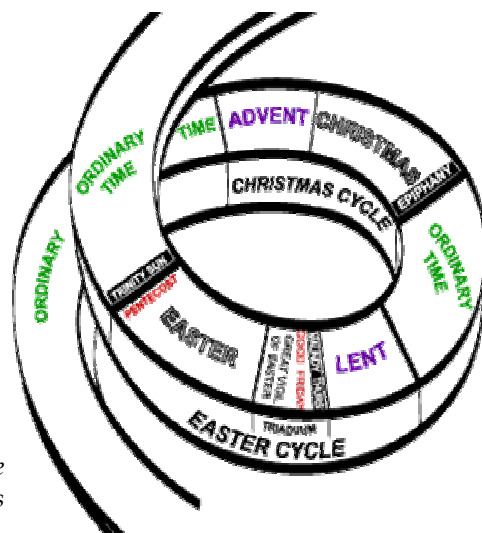 TIME
ADVENT
CHRISTMAS
EPIPHANY
CHRISTMAS CYCLE
ORDINARY
TIME
ORDINARY
TIME
ORDINARY
TRINITY SUN
PENTECOST
EASTER
GREAT VIGIL
OF EASTER
GOOD FRIDAY
LENT
TRIADUUM
EASTER CYCLE
e
s